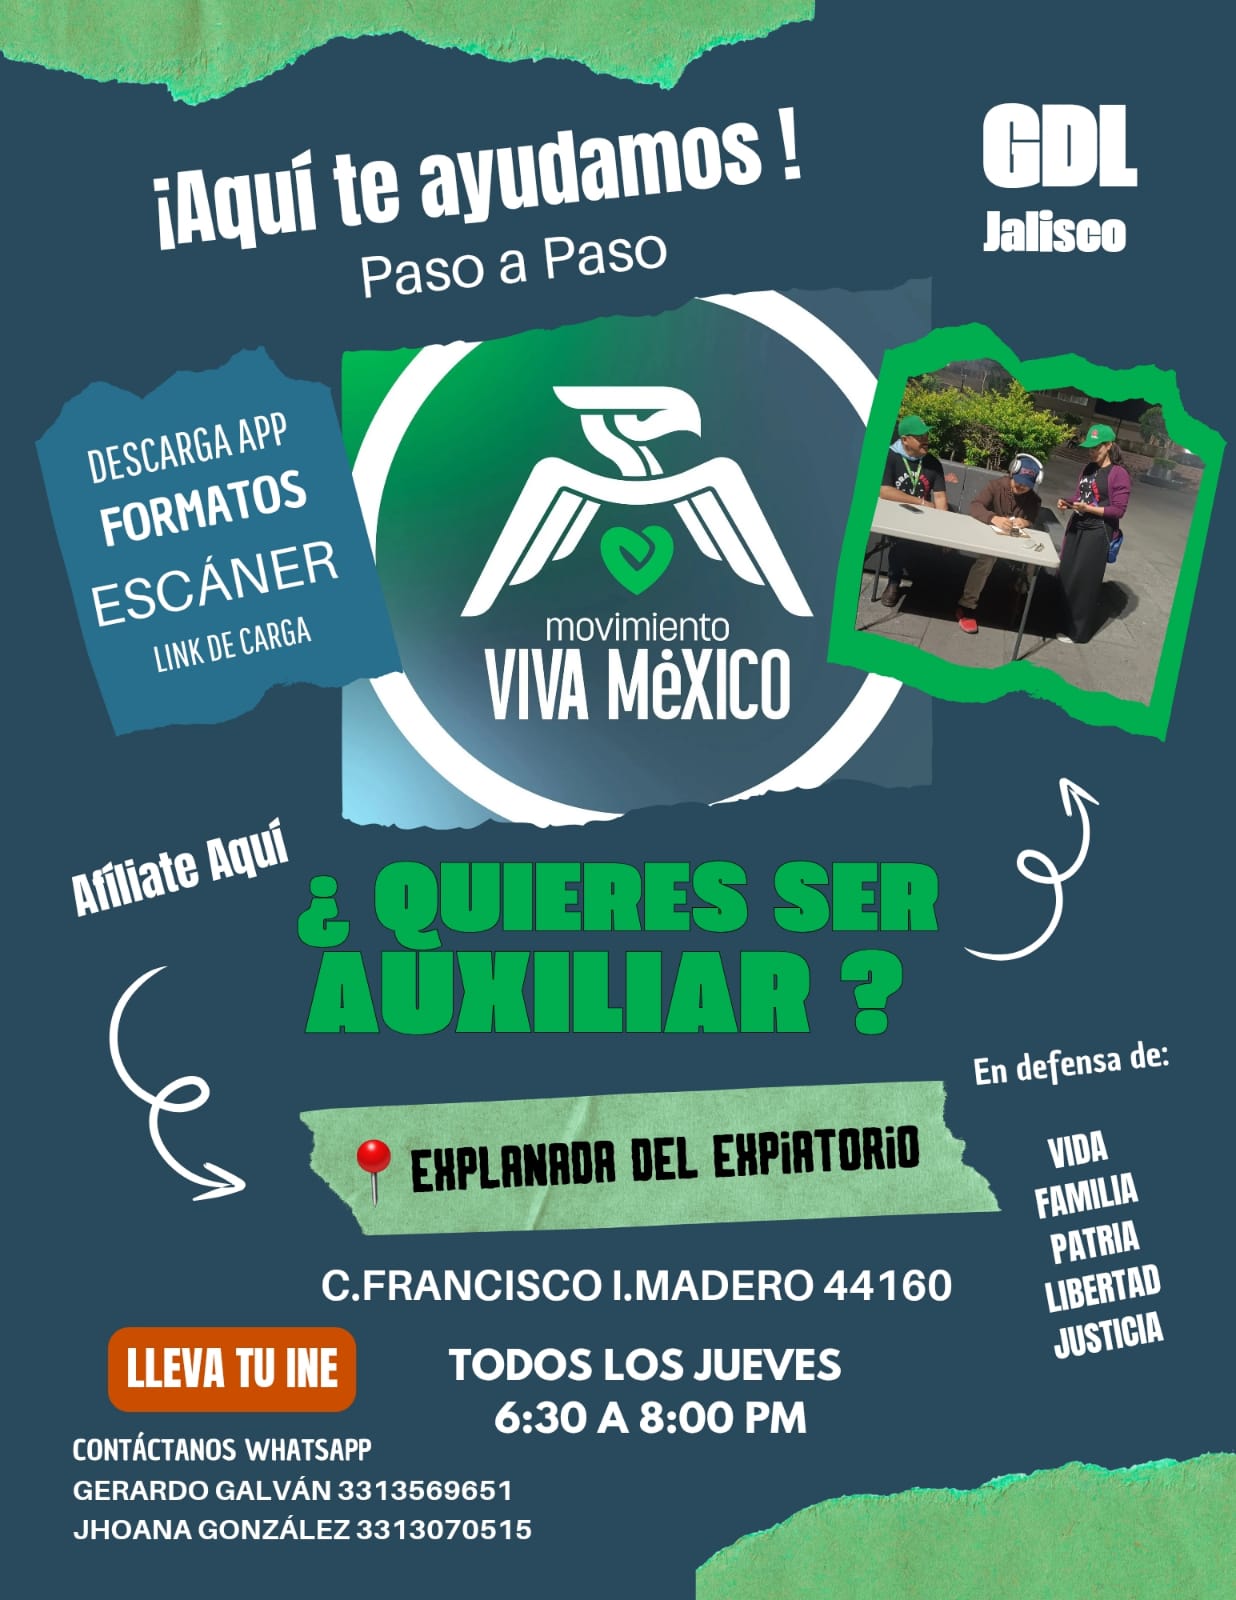 ¡Aquí te ayudamos !
Paso a Paso
GDL
Jalisco
DESCARGA APP
FORMATOS
ESCÁNER
LINK DE CARGA
movimiento
VIVA MéXICO
Afíliate Aquí
¿ QUIERES SER
AUXILIAR ?
En defensa de:
VIDA
FAMILIA
PATRIA
LIBERTAD
JUSTICIA
EXPLANADA DEL EXPiATORiO
C.FRANCISCO I.MADERO 44160
LLEVA TU INE
TODOS LOS JUEVES
6:30 A 8:00 PM
CONTÁCTANOS WHATSAPP
GERARDO GALVÁN 3313569651
JHOANA GONZÁLEZ 3313070515